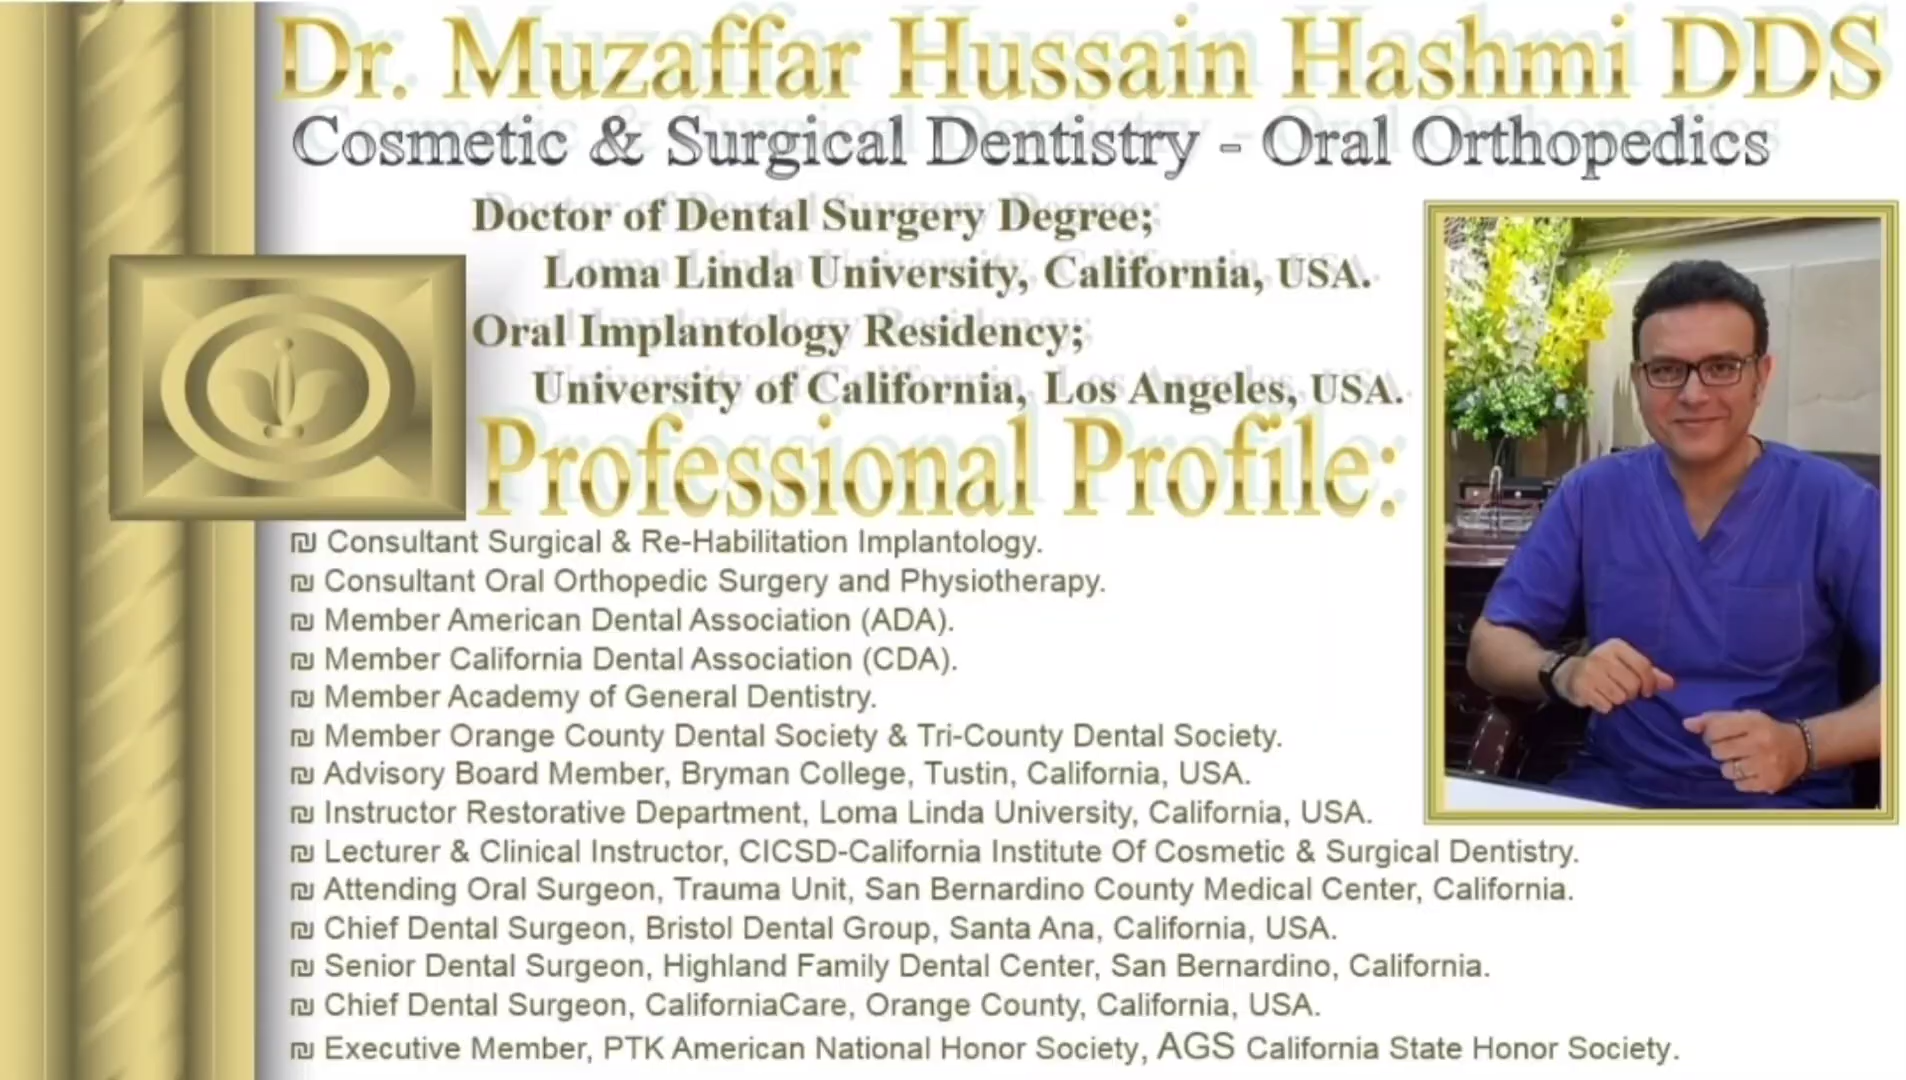 Dr. Muzaffar Hussain Hashmi DDS
Cosmetic & Surgical Dentistry - Oral Orthopedics
Doctor of Dental Surgery Degree;
Loma Linda University, California, USA.
Oral Implantology Residency;
University of California, Los Angeles, USA.
Professional Profile:
₪ Consultant Surgical & Re-Habilitation Implantology.
₪ Consultant Oral Orthopedic Surgery and Physiotherapy.
₪ Member American Dental Association (ADA).
₪ Member California Dental Association (CDA).
₪ Member Academy of General Dentistry.
₪ Member Orange County Dental Society & Tri-County Dental Society.
₪ Advisory Board Member, Bryman College, Tustin, California, USA.
₪ Instructor Restorative Department, Loma Linda University, California, USA.
₪ Lecturer & Clinical Instructor, CICSD-California Institute Of Cosmetic & Surgical Dentistry.
₪ Attending Oral Surgeon, Trauma Unit, San Bernardino County Medical Center, California.
₪ Chief Dental Surgeon, Bristol Dental Group, Santa Ana, California, USA.
₪ Senior Dental Surgeon, Highland Family Dental Center, San Bernardino, California.
₪ Chief Dental Surgeon, CaliforniaCare, Orange County, California, USA.
₪ Executive Member, PTK American National Honor Society, AGS California State Honor Society.